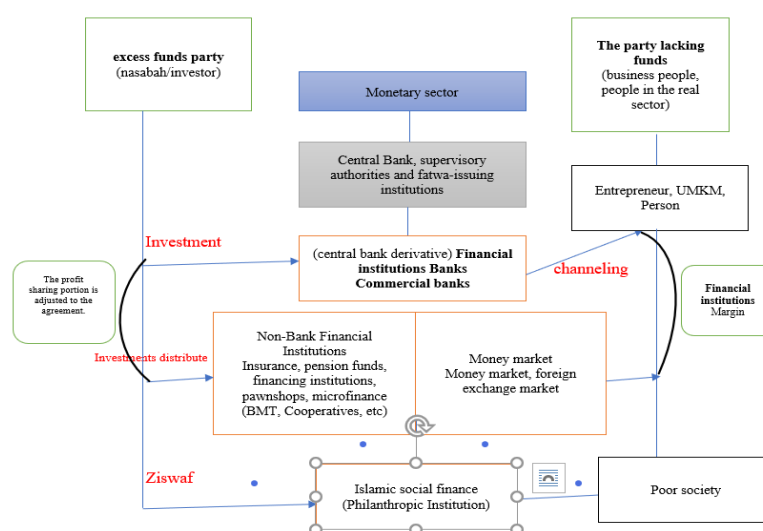 excess funds party
(nasabah/investor)
The party lacking
funds
(business people,
people in the real
sector)
Monetary sector
Central Bank, supervisory
authorities and fatwa-issuing
institutions
Entrepreneur, UMKM,
Person
Investment
(central bank derivative) Financial
institutions Banks
Commercial banks
channeling
The profit
sharing portion is
adjusted to the
agreement.
Financial
institutions
Margin
Investments distribute
Non-Bank Financial
Institutions
Insurance, pension funds,
financing institutions,
pawnshops, microfinance
(BMT, Cooperatives, etc)
Money market
Money market, foreign
exchange market
Ziswaf
Islamic social finance
(Philanthropic Institution)
Poor society